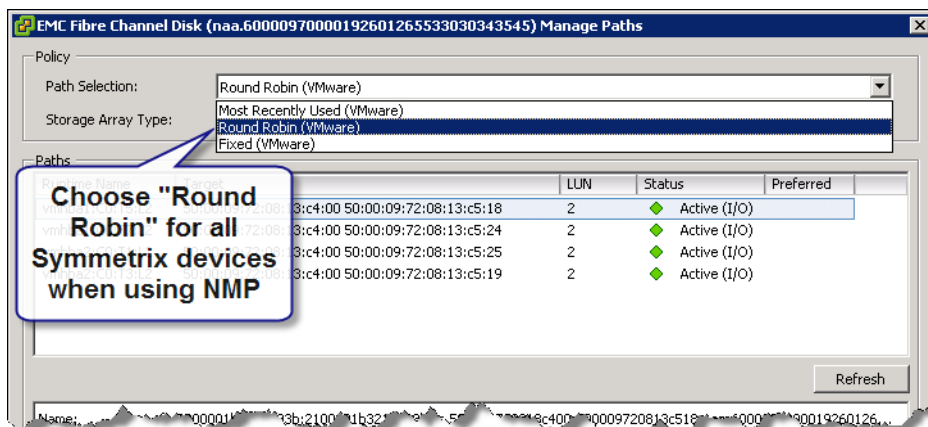 EMC Fibre Channel Disk (naa.60000970000192601265533030343545) Manage Paths
Policy
Path Selection:
Round Robin (VMware)
Most Recently Used (VMware)
Storage Array Type:
Round Robin (VMware)
Fixed (VMware)
Paths
LUN Status Preferred
Choose "Round
Robin" for all
Symmetrix devices
when using NMP
13:c4:00 50:00:09:72:08:13:c5:18 2 Active (I/O)
13:c4:00 50:00:09:72:08:13:c5:24 2 Active (I/O)
13:c4:00 50:00:09:72:08:13:c5:25 2 Active (I/O)
13:c4:00 50:00:09:72:08:13:c5:19 2 Active (I/O)
Refresh
Name: